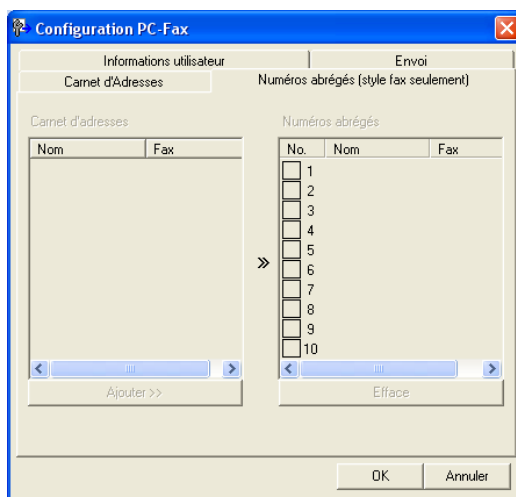 Configuration PC-Fax
Informations utilisateur Envoi
Carnet d'Adresses Numéros abrégés (style fax seulement)
Carnet d'adresses Numéros abrégés
Nom Fax No. Nom Fax
1
2
3
4
5
6
7
8
9
10
Ajouter >> Efface
OK Annuler